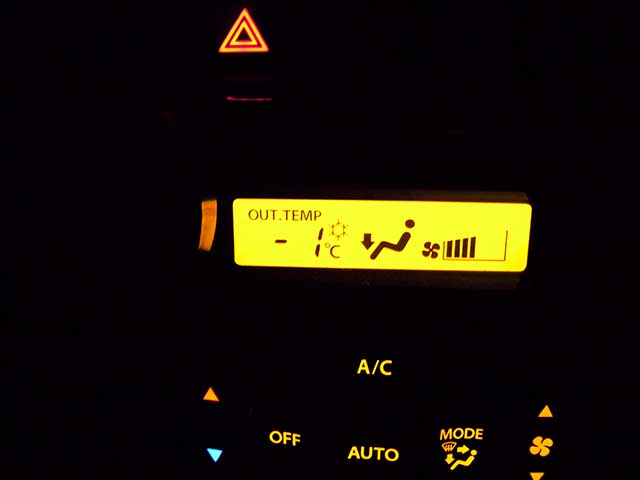 OUT.TEMP
- 1 °C
A/C
OFF
AUTO
MODE